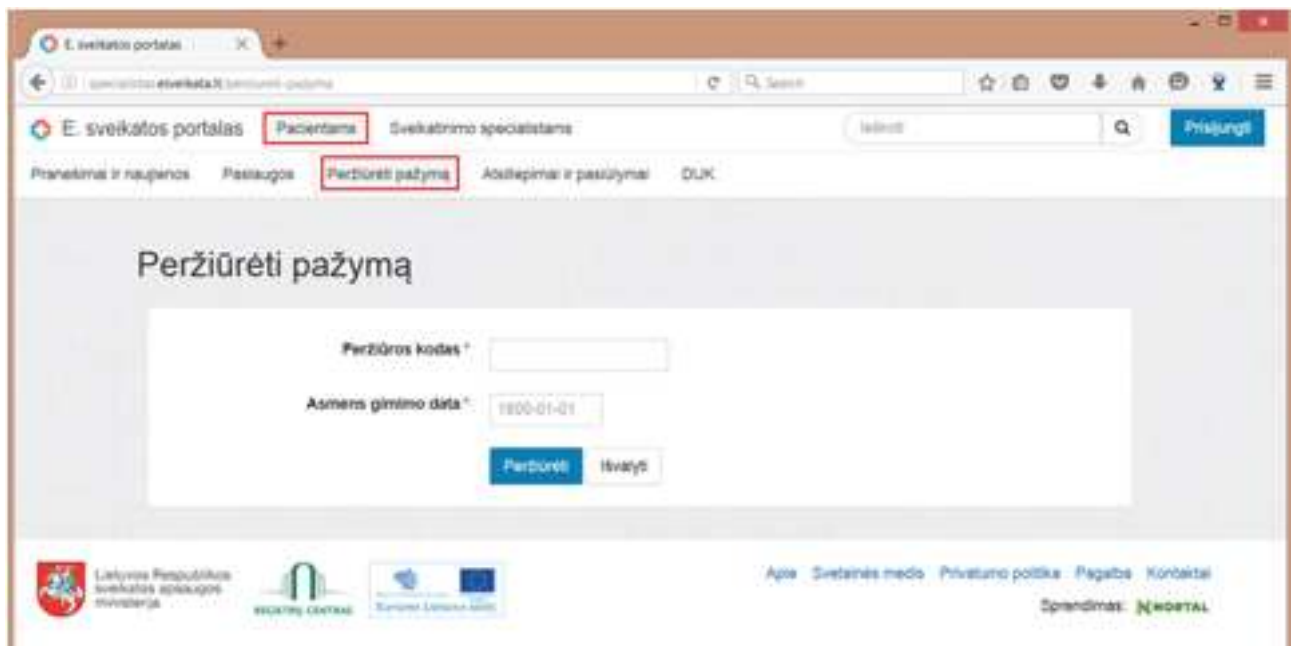 E. sveikatos portalas
Search
E. sveikatos portalas Pacientams Sveikatinimo specialistams Ieškoti Prisijungti
Pranešimai ir naujienos Paslaugos Peržiūrėti pažymą Atsiliepimai ir pasiūlymai DUK
Peržiūrėti pažymą
Peržiūros kodas *
Asmens gimimo data * 1800-01-01
Peržiūrėti Išvalyti
Lietuvos Respublikos
sveikatos apsaugos
ministerija
REGISTRŲ CENTRAS
Apie Svetainės medis Privatumo politika Pagalba Kontaktai
Sprendimas: NORTAL